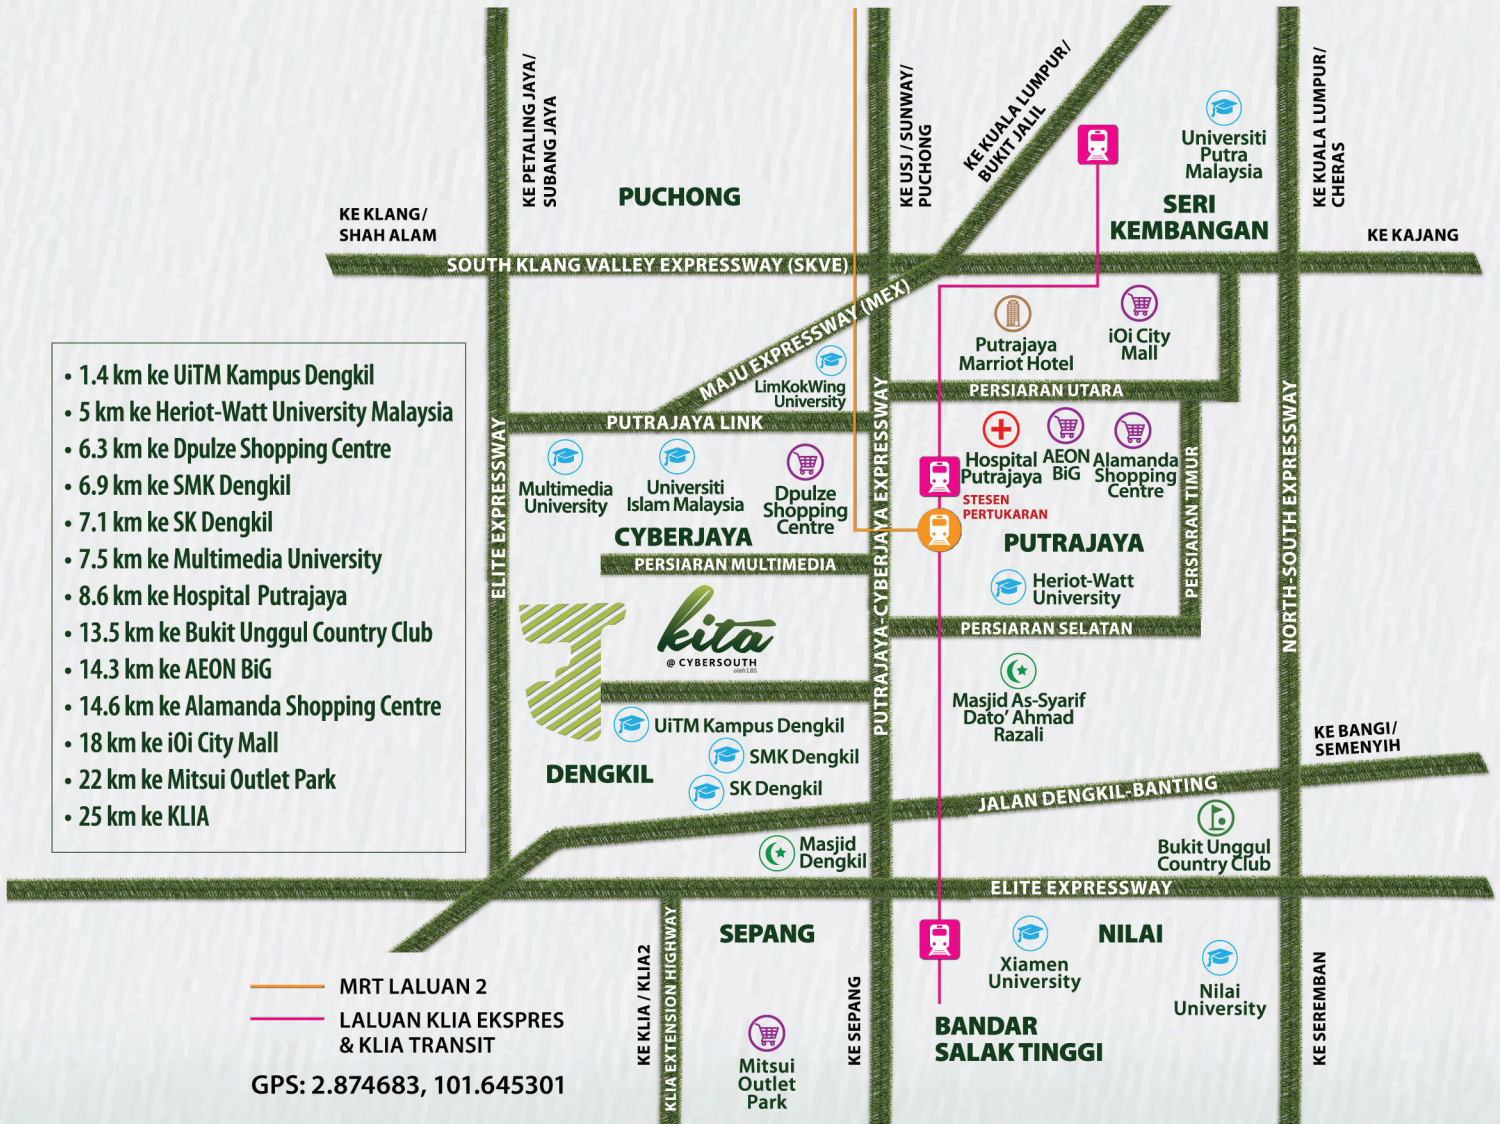 KE PETALING JAYA/
SUBANG JAYA
KE USJ / SUNWAY/
PUCHONG
KE KUALA LUMPUR/
BUKIT JALIL
KE KUALA LUMPUR/
CHERAS
Universiti
Putra
Malaysia
PUCHONG
SERI
KEMBANGAN
KE KLANG/
SHAH ALAM
KE KAJANG
SOUTH KLANG VALLEY EXPRESSWAY (SKVE)
MAJU EXPRESSWAY (MEX)
Putrajaya
Marriot Hotel
iOi City
Mall
LimKokWing
University
PERSIARAN UTARA
PUTRAJAYA LINK
ELITE EXPRESSWAY
PUTRAJAYA-CYBERJAYA EXPRESSWAY
PERSIARAN TIMUR
NORTH-SOUTH EXPRESSWAY
• 1.4 km ke UiTM Kampus Dengkil
• 5 km ke Heriot-Watt University Malaysia
• 6.3 km ke Dpulze Shopping Centre
• 6.9 km ke SMK Dengkil
• 7.1 km ke SK Dengkil
• 7.5 km ke Multimedia University
• 8.6 km ke Hospital Putrajaya
• 13.5 km ke Bukit Unggul Country Club
• 14.3 km ke AEON BiG
• 14.6 km ke Alamanda Shopping Centre
• 18 km ke iOi City Mall
• 22 km ke Mitsui Outlet Park
• 25 km ke KLIA
Multimedia
University
Universiti
Islam Malaysia
Dpulze
Shopping
Centre
Hospital
Putrajaya
AEON
BiG
Alamanda
Shopping
Centre
STESEN
PERTUKARAN
CYBERJAYA
PUTRAJAYA
PERSIARAN MULTIMEDIA
Heriot-Watt
University
kita
@ CYBERSOUTH
oleh LBS
PERSIARAN SELATAN
Masjid As-Syarif
Dato' Ahmad
Razali
UiTM Kampus Dengkil
SMK Dengkil
SK Dengkil
DENGKIL
KE BANGI/
SEMENYIH
JALAN DENGKIL-BANTING
Masjid
Dengkil
Bukit Unggul
Country Club
ELITE EXPRESSWAY
SEPANG
NILAI
Xiamen
University
Nilai
University
KE KLIA / KLIA2
KLIA EXTENSION HIGHWAY
KE SEPANG
KE SEREMBAN
BANDAR
SALAK TINGGI
Mitsui
Outlet
Park
MRT LALUAN 2
LALUAN KLIA EKSPRES
& KLIA TRANSIT
GPS: 2.874683, 101.645301